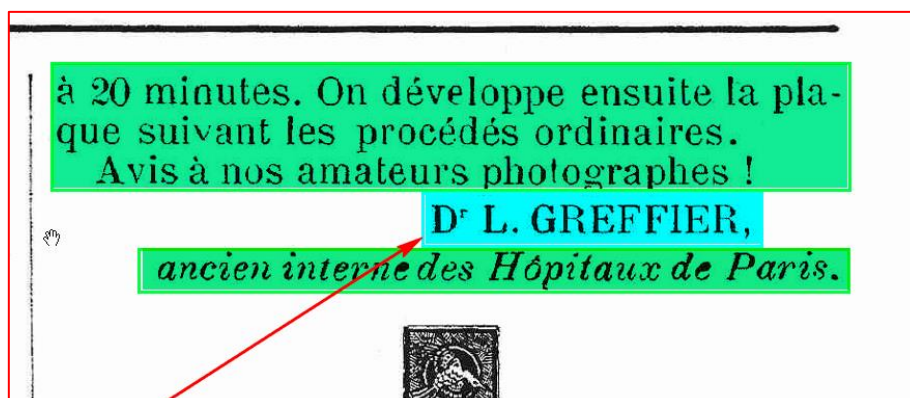 à 20 minutes. On développe ensuite la pla-
que suivant les procédés ordinaires.
Avis à nos amateurs photographes !
Dr L. GREFFIER,
ancien interne des Hôpitaux de Paris.